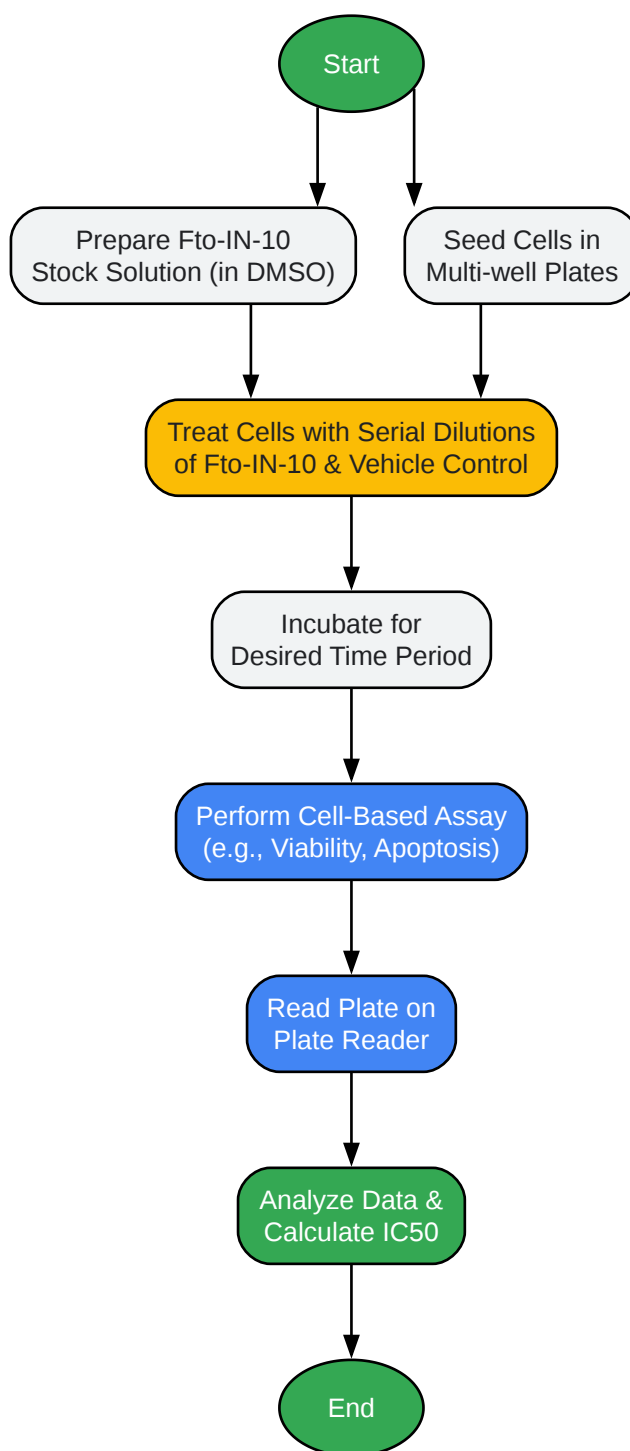 Start
Prepare Fto-IN-10
Stock Solution (in DMSO)
Seed Cells in
Multi-well Plates
Treat Cells with Serial Dilutions
of Fto-IN-10 & Vehicle Control
Incubate for
Desired Time Period
Perform Cell-Based Assay
(e.g., Viability, Apoptosis)
Read Plate on
Plate Reader
Analyze Data &
Calculate IC50
End